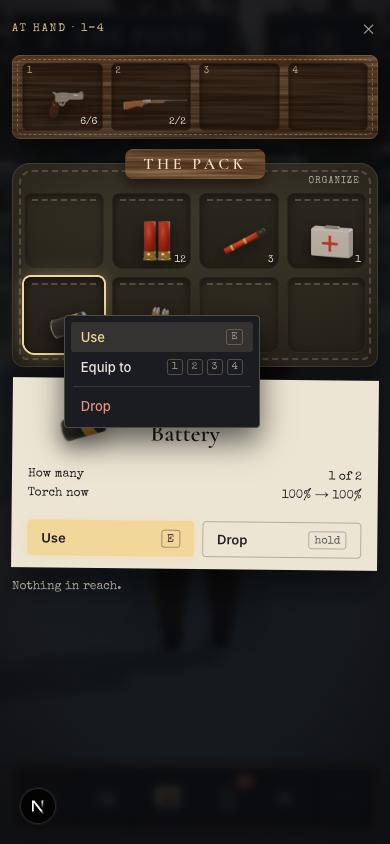 AT HAND · 1–4
1
2
3
4
6/6
2/2
THE PACK
ORGANIZE
12
3
1
Use E
Equip to 1 2 3 4
Drop
Battery
How many 1 of 2
Torch now 100% → 100%
Use E
Drop hold
Nothing in reach.
N